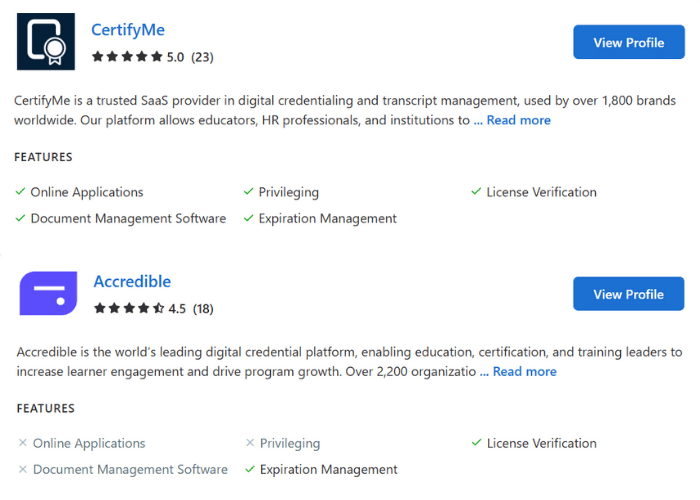 CertifyMe
5.0 (23)
View Profile
CertifyMe is a trusted SaaS provider in digital credentialing and transcript management, used by over 1,800 brands
worldwide. Our platform allows educators, HR professionals, and institutions to ... Read more
FEATURES
Online Applications Privileging License Verification
Document Management Software Expiration Management
Accredible
4.5 (18)
View Profile
Accredible is the world's leading digital credential platform, enabling education, certification, and training leaders to
increase learner engagement and drive program growth. Over 2,200 organizatio ... Read more
FEATURES
Online Applications Privileging License Verification
Document Management Software Expiration Management